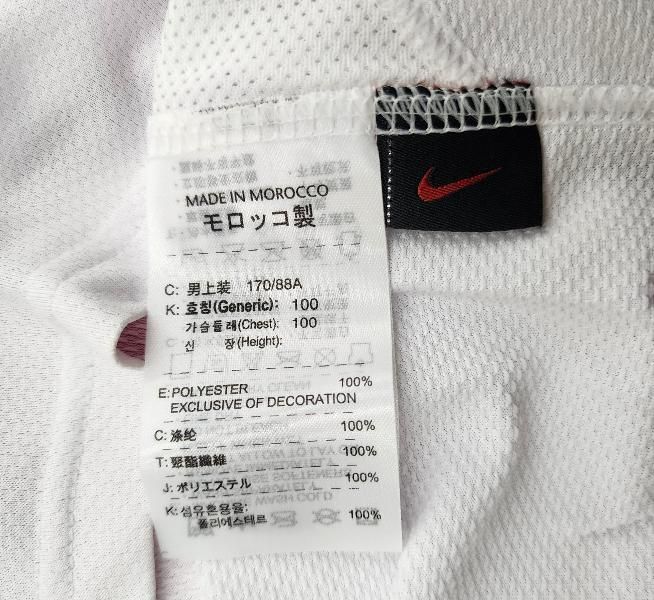 MADE IN MOROCCO
モロッコ製
C: 男上装 170/88A
K: 호칭(Generic): 100
가슴둘레(Chest): 100
신 장(Height):
E: POLYESTER 100%
EXCLUSIVE OF DECORATION
C: 涤纶 100%
T: 聚酯纖維 100%
J: ポリエステル 100%
K: 섬유혼용율:
폴리에스테르 100%